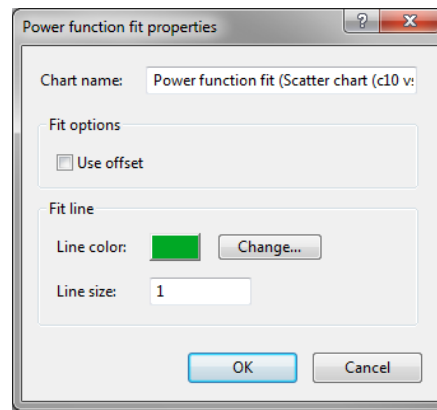 Power function fit properties
?
X
Chart name: Power function fit (Scatter chart (c10 vs
Fit options
Use offset
Fit line
Line color: Change...
Line size: 1
OK Cancel